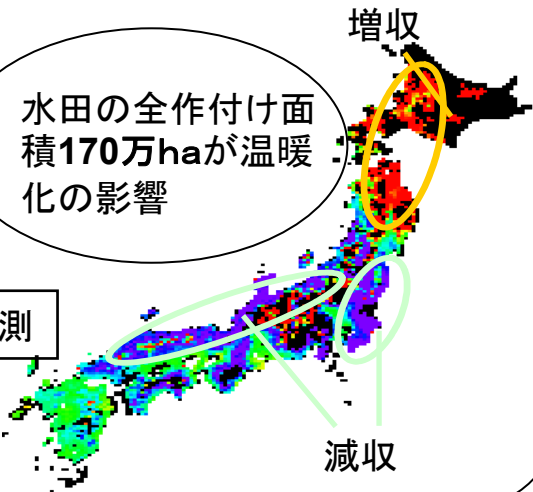 増収
水田の全作付け面
積170万haが温暖
化の影響
測
減収